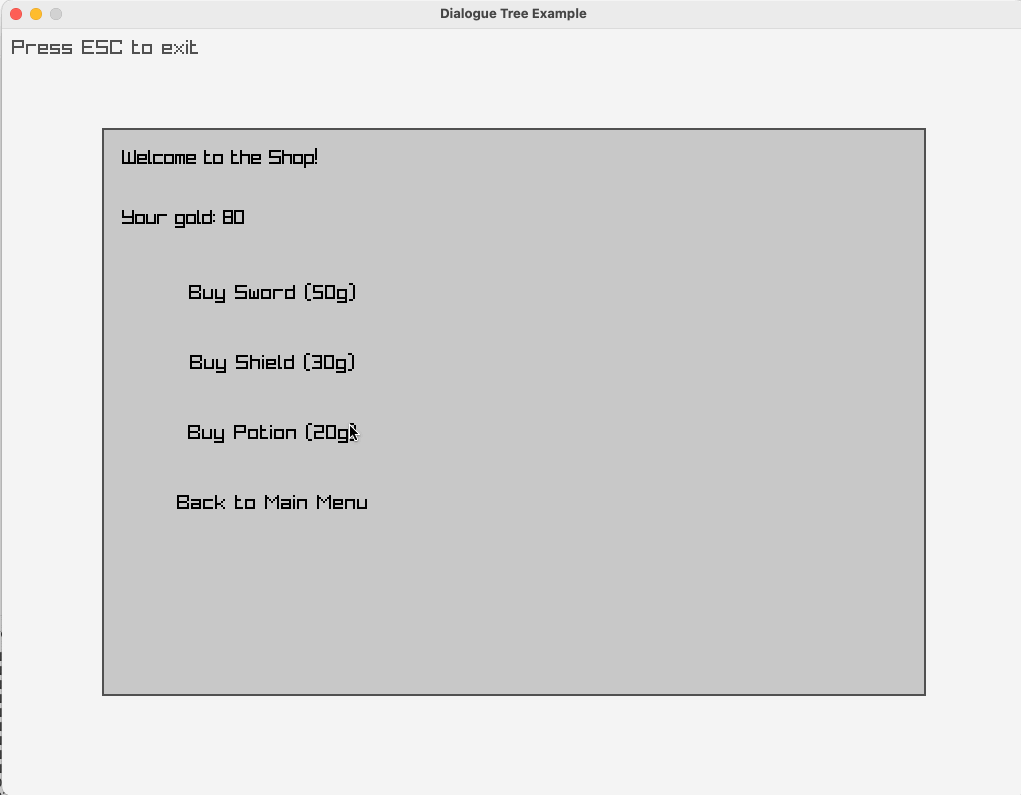 Dialogue Tree Example
Press ESC to exit
Welcome to the Shop!
Your gold: 80
Buy Sword (50g)
Buy Shield (30g)
Buy Potion (20g)
Back to Main Menu